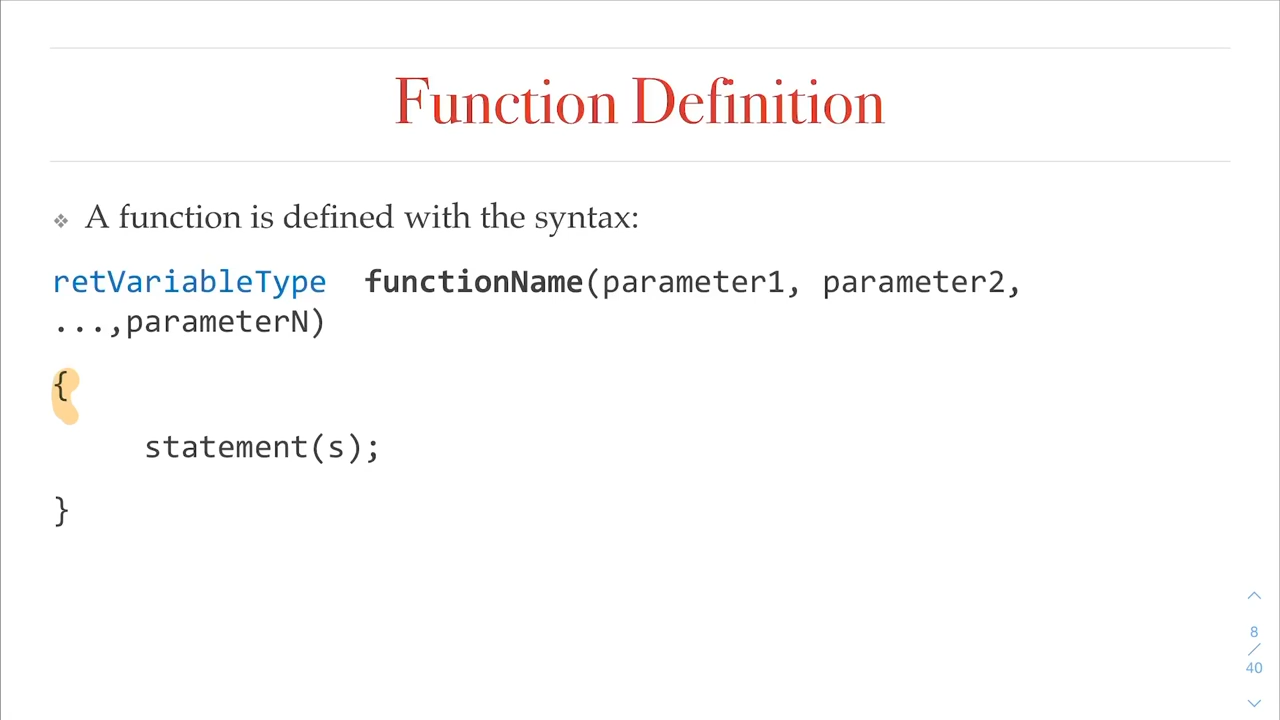 Function Definition
❖ A function is defined with the syntax:
retVariableType functionName(parameter1, parameter2,
...,parameterN)
{
statement(s);
}
8
/
40